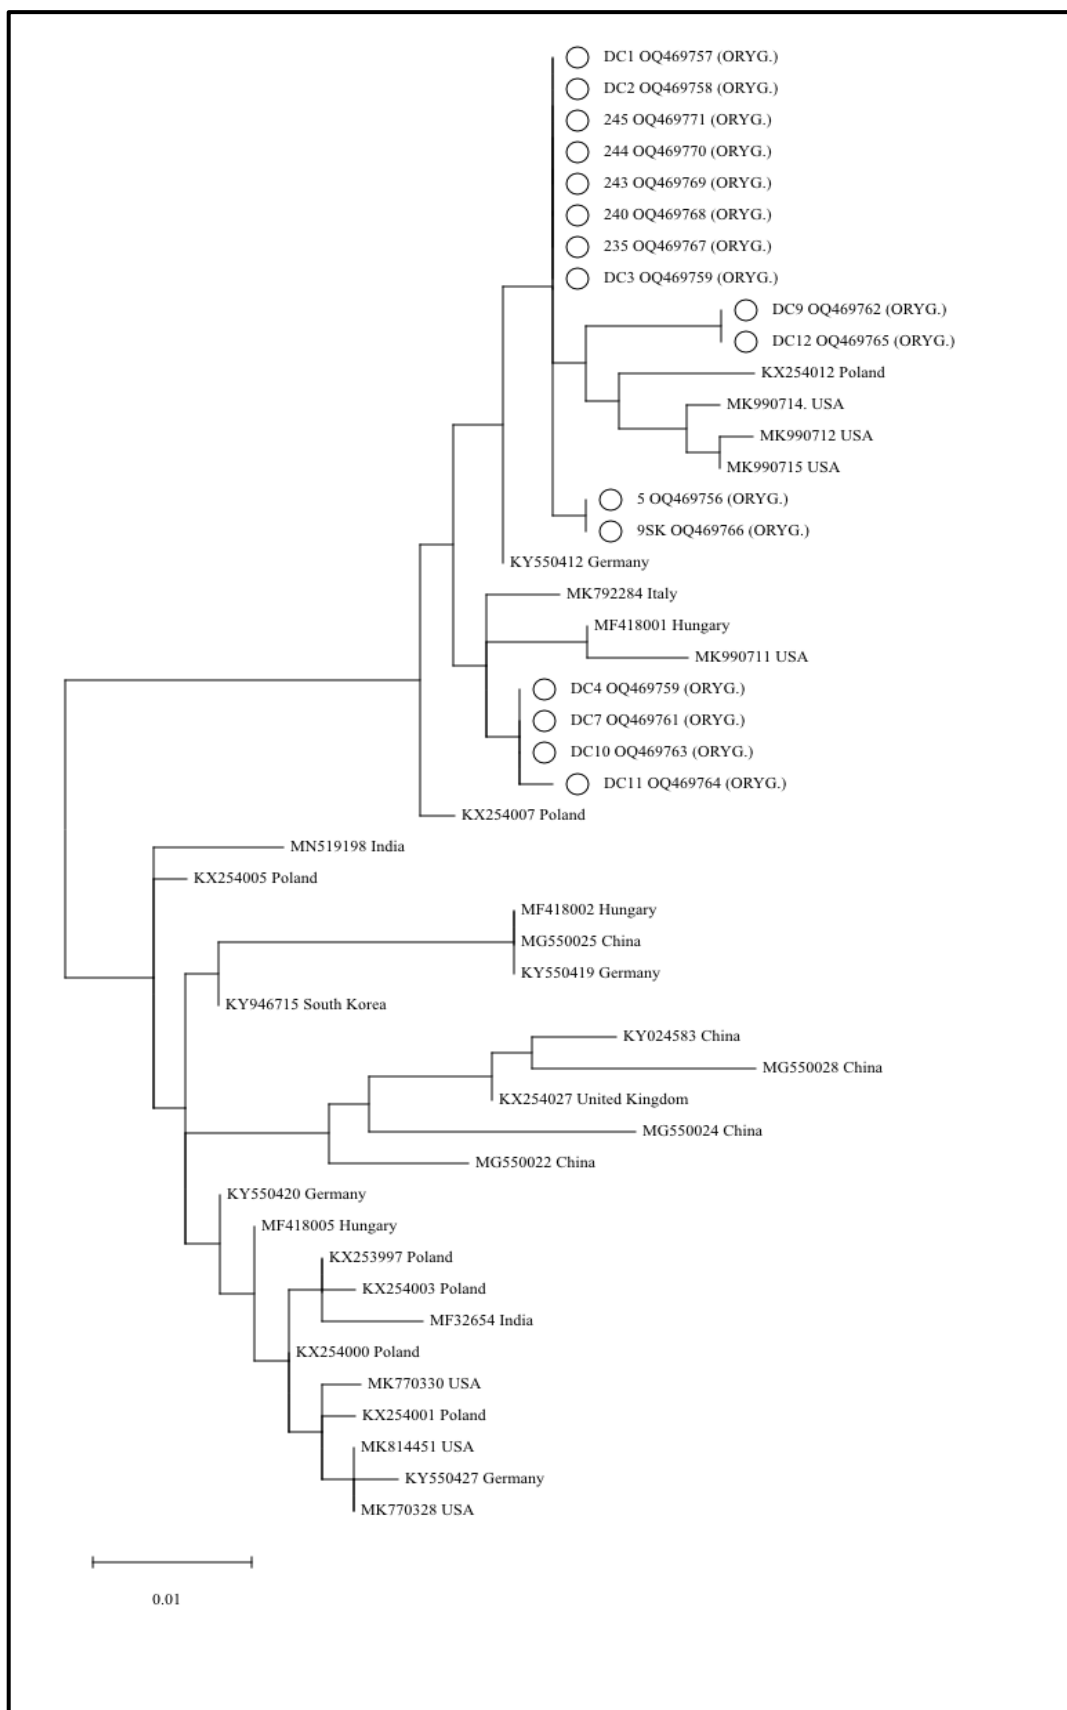 DC1 OQ469757 (ORYG.)
DC2 OQ469758 (ORYG.)
245 OQ469771 (ORYG.)
244 OQ469770 (ORYG.)
243 OQ469769 (ORYG.)
240 OQ469768 (ORYG.)
235 OQ469767 (ORYG.)
DC3 OQ469759 (ORYG.)
DC9 OQ469762 (ORYG.)
DC12 OQ469765 (ORYG.)
KX254012 Poland
MK990714. USA
MK990712 USA
MK990715 USA
5 OQ469756 (ORYG.)
9SK OQ469766 (ORYG.)
KY550412 Germany
MK792284 Italy
MF418001 Hungary
MK990711 USA
DC4 OQ469759 (ORYG.)
DC7 OQ469761 (ORYG.)
DC10 OQ469763 (ORYG.)
DC11 OQ469764 (ORYG.)
KX254007 Poland
MN519198 India
KX254005 Poland
MF418002 Hungary
MG550025 China
KY550419 Germany
KY946715 South Korea
KY024583 China
MG550028 China
KX254027 United Kingdom
MG550024 China
MG550022 China
KY550420 Germany
MF418005 Hungary
KX253997 Poland
KX254003 Poland
MF32654 India
KX254000 Poland
MK770330 USA
KX254001 Poland
MK814451 USA
KY550427 Germany
MK770328 USA
0.01